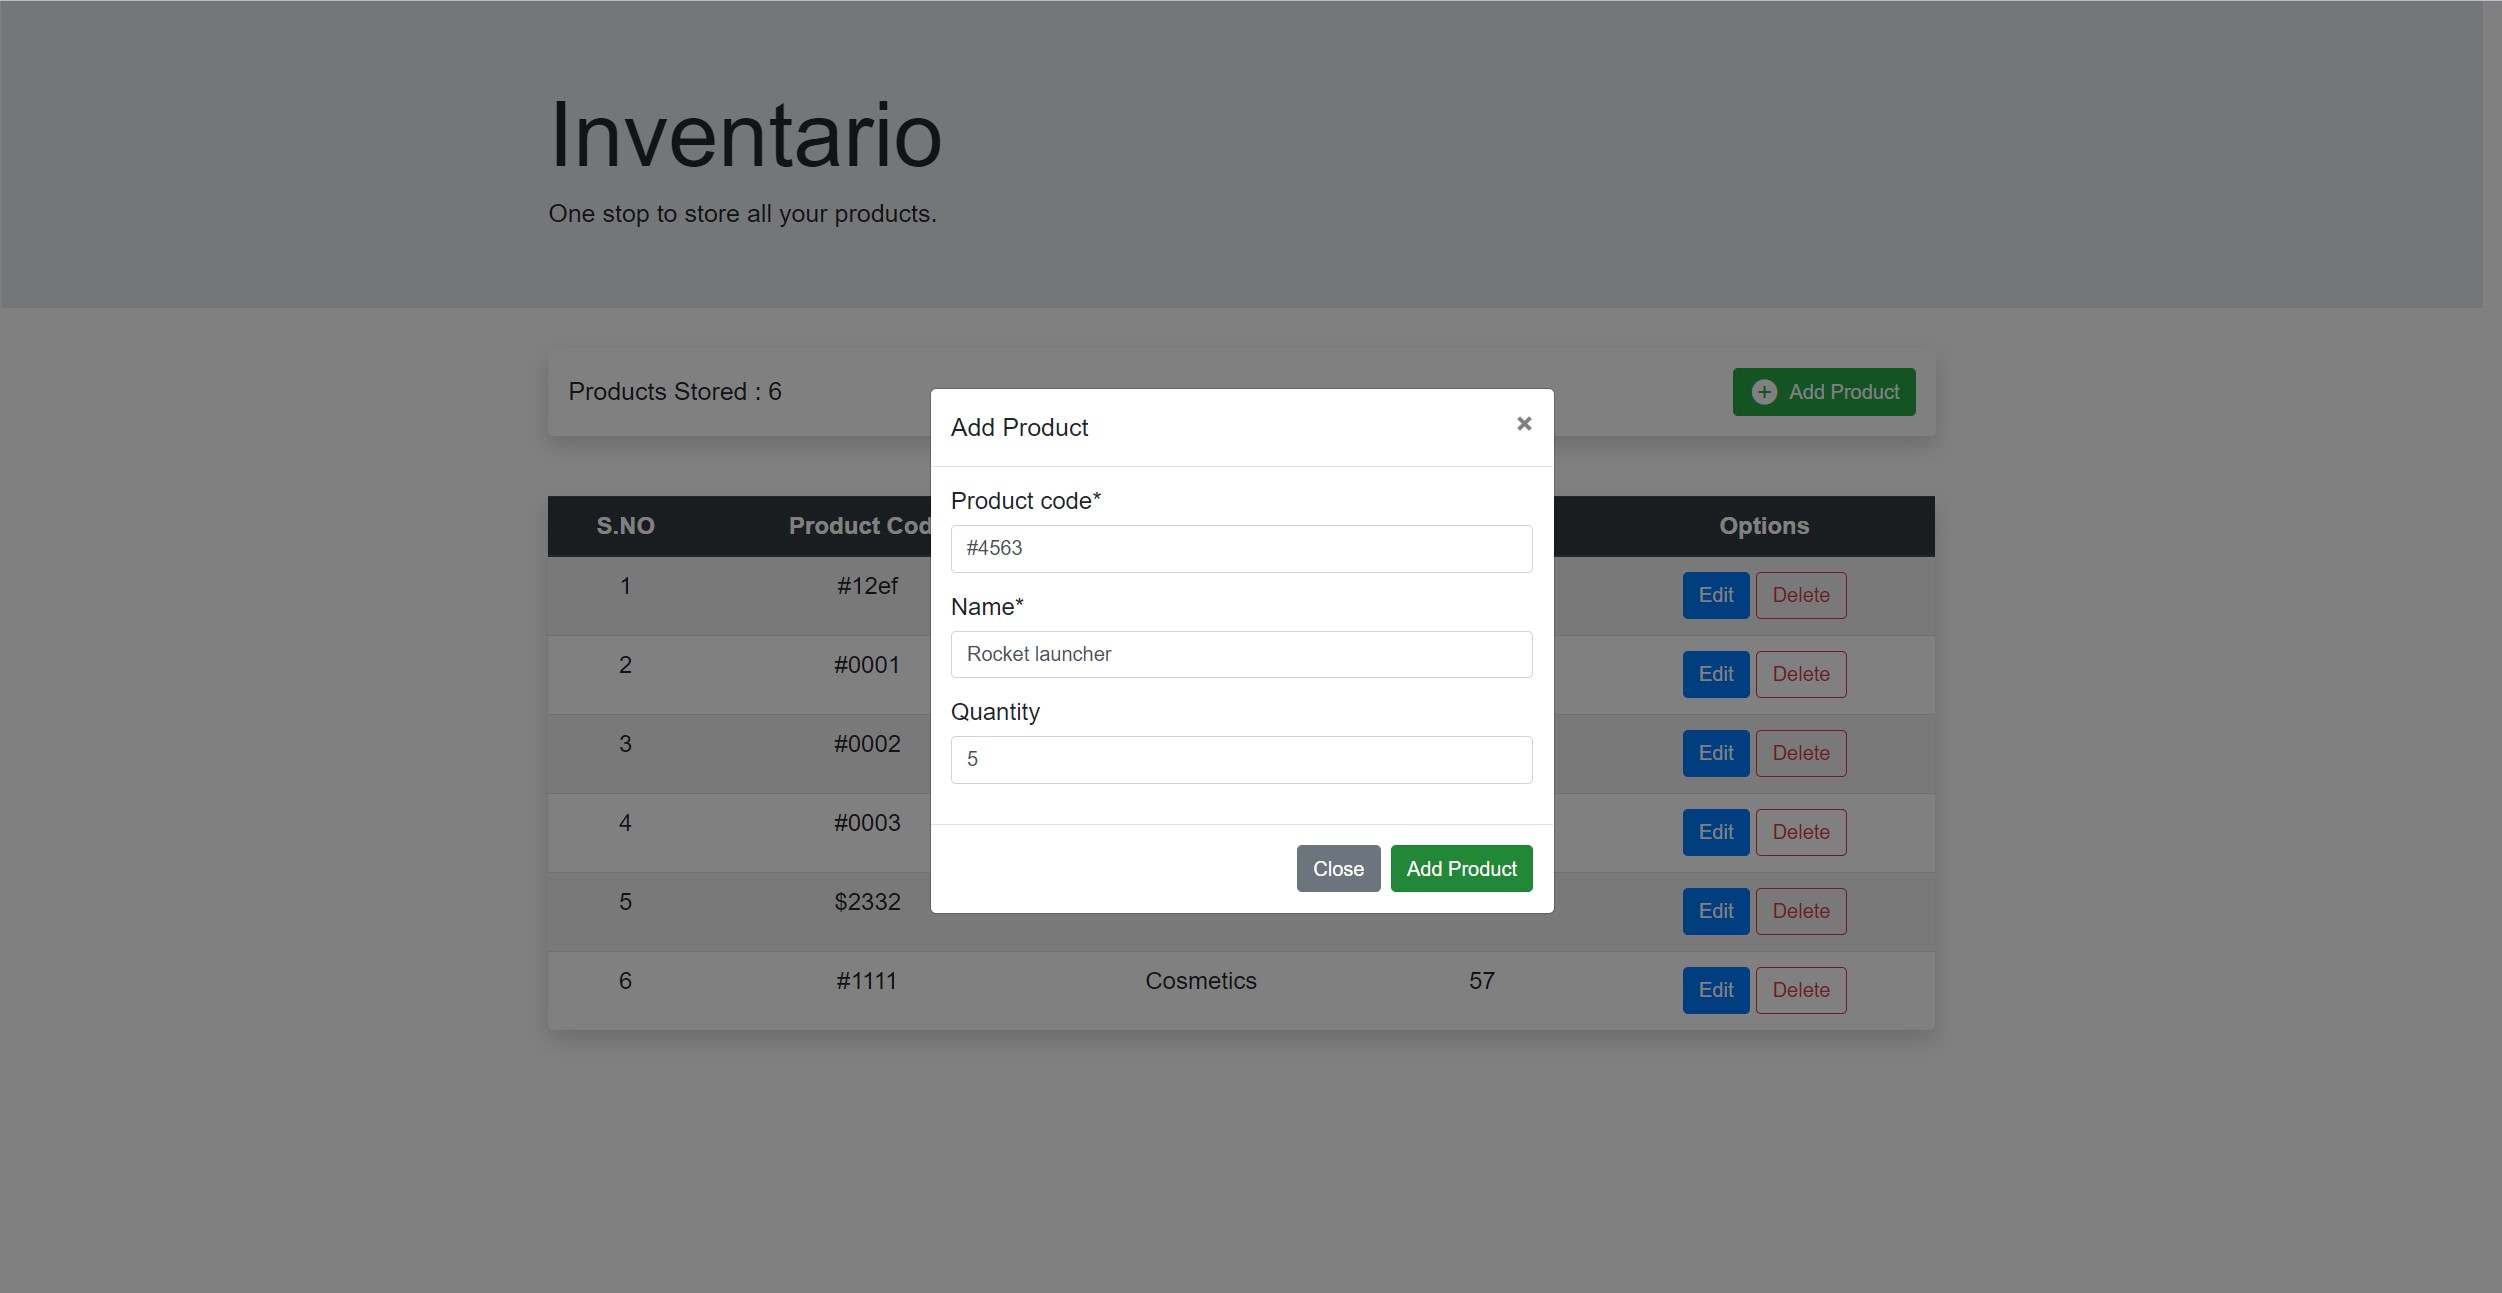 Inventario
One stop to store all your products.
Products Stored : 6
Add Product
Add Product
×
Product code*
#4563
Name*
Rocket launcher
Quantity
5
Close Add Product
S.NO Product Cod Options
1 #12ef Edit Delete
2 #0001 Edit Delete
3 #0002 Edit Delete
4 #0003 Edit Delete
5 $2332 Edit Delete
6 #1111 Cosmetics 57 Edit Delete